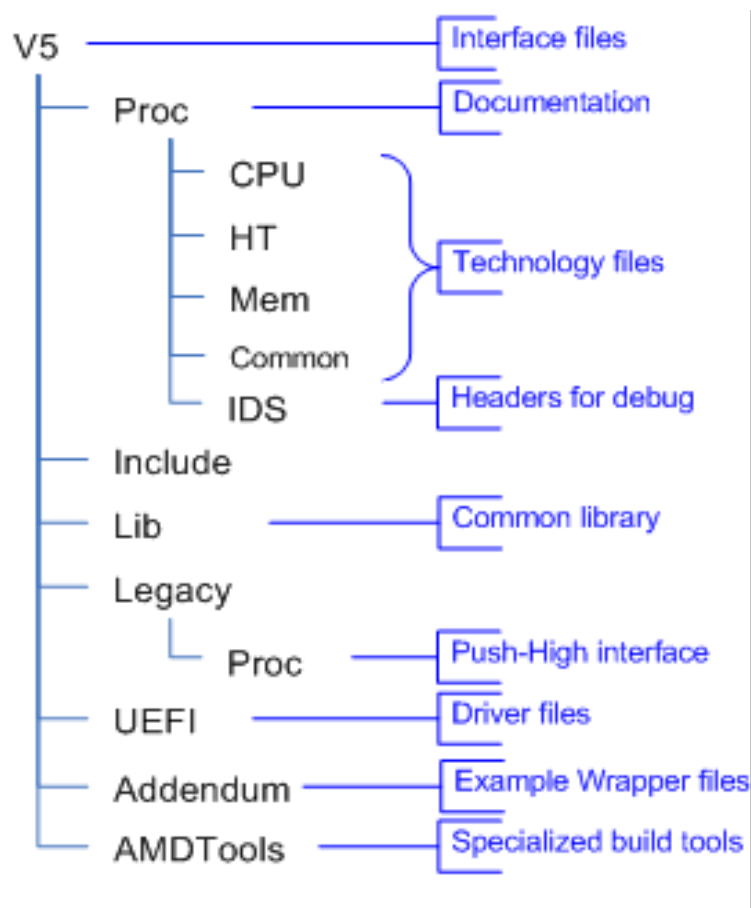 V5 Interface files
Proc Documentation
CPU
HT
Technology files
Mem
Common
IDS Headers for debug
Include
Lib Common library
Legacy
Proc Push-High interface
UEFI Driver files
Addendum Example Wrapper files
AMDTools Specialized build tools